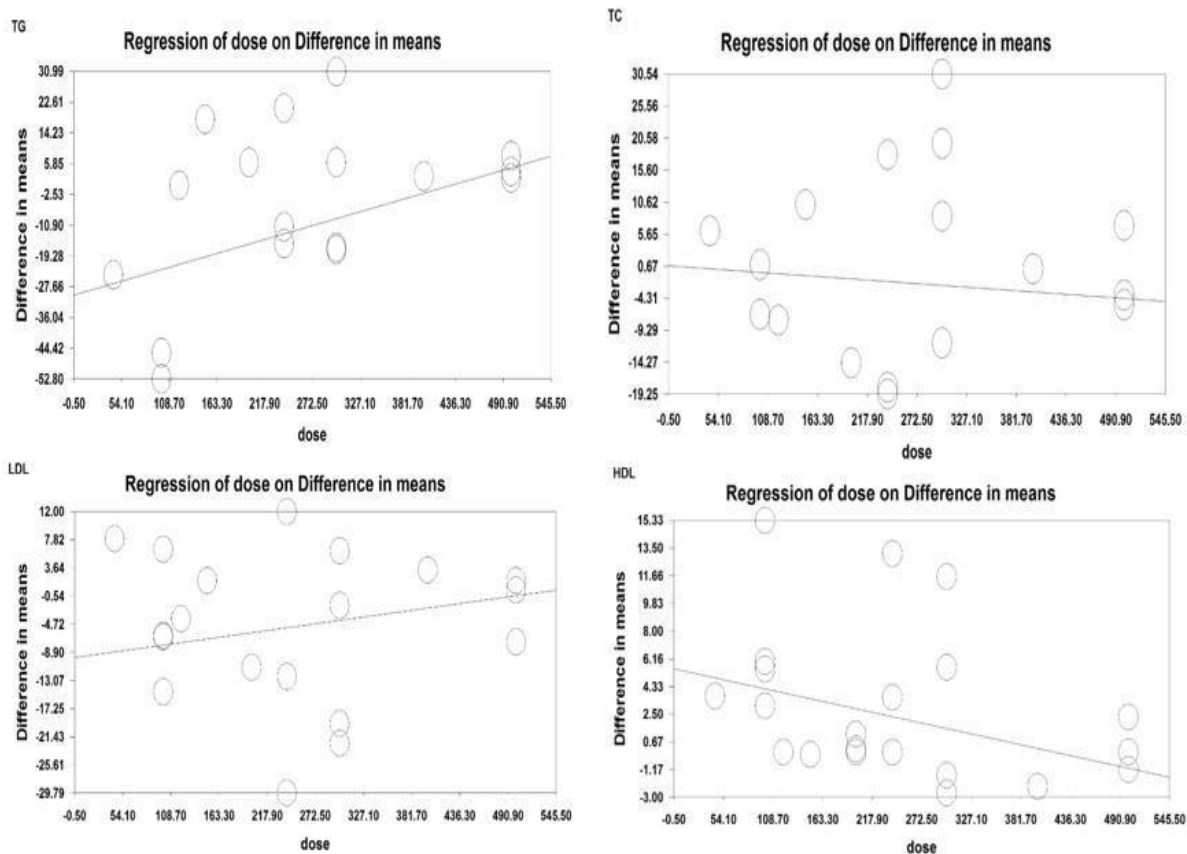 TG
Regression of dose on Difference in means
Difference in means
30.99
22.61
14.23
5.85
-2.53
-10.90
-19.28
-27.66
-36.04
-44.42
-52.80
-0.50 54.10 108.70 163.30 217.90 272.50 327.10 381.70 436.30 490.90 545.50
dose
TC
Regression of dose on Difference in means
Difference in means
30.54
25.56
20.58
15.60
10.62
5.65
0.67
-4.31
-9.29
-14.27
-19.25
-0.50 54.10 108.70 163.30 217.90 272.50 327.10 381.70 436.30 490.90 545.50
dose
LDL
Regression of dose on Difference in means
Difference in means
12.00
7.82
3.64
-0.54
-4.72
-8.90
-13.07
-17.25
-21.43
-25.61
-29.79
-0.50 54.10 108.70 163.30 217.90 272.50 327.10 381.70 436.30 490.90 545.50
dose
HDL
Regression of dose on Difference in means
Difference in means
15.33
13.50
11.66
9.83
8.00
6.16
4.33
2.50
0.67
-1.17
-3.00
-0.50 54.10 108.70 163.30 217.90 272.50 327.10 381.70 436.30 490.90 545.50
dose